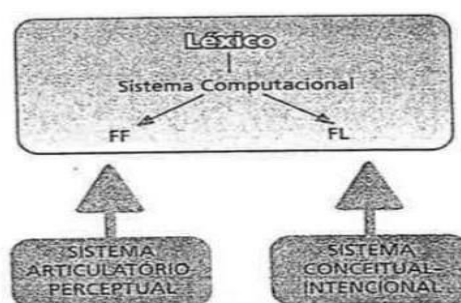 Léxico
Sistema Computacional
FF FL
SISTEMA
ARTICULATÓRIO-
PERCEPTUAL
SISTEMA
CONCEITUAL-
INTENCIONAL